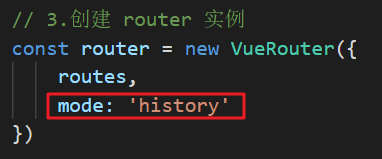 // 3.创建 router 实例
const router = new VueRouter({
    routes,
    mode: 'history'
})